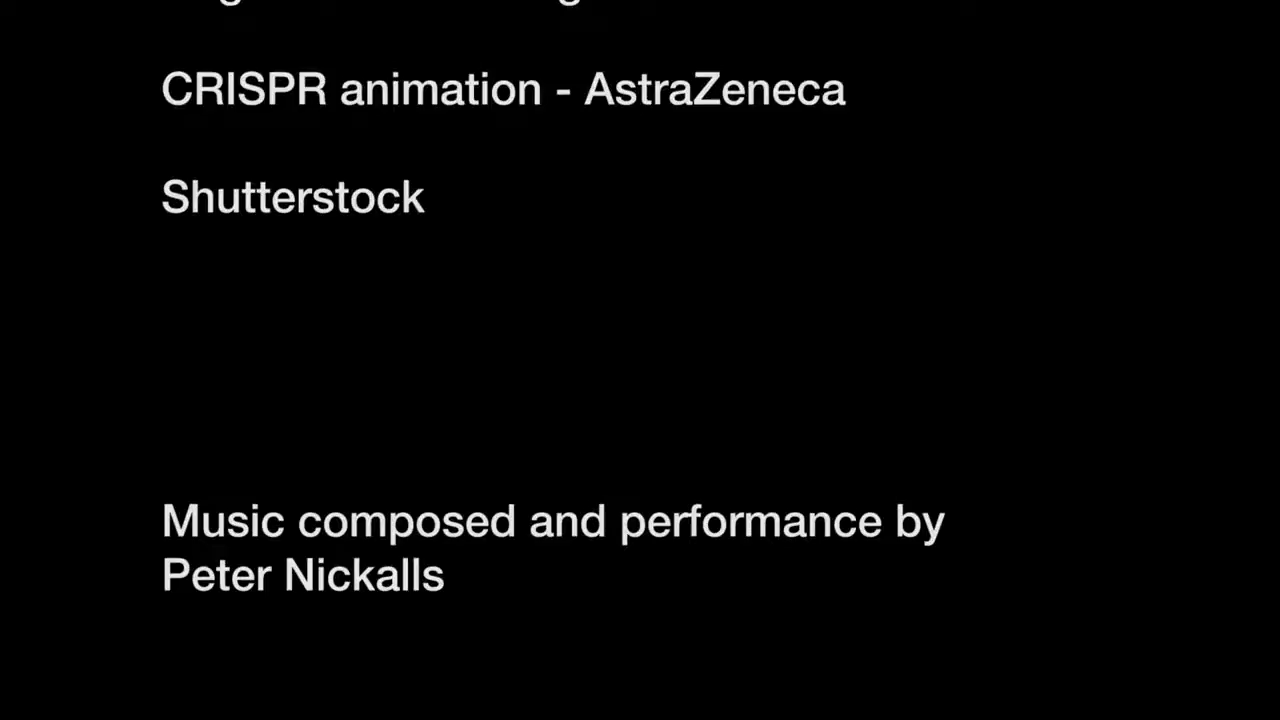 CRISPR animation - AstraZeneca
Shutterstock
Music composed and performance by
Peter Nickalls